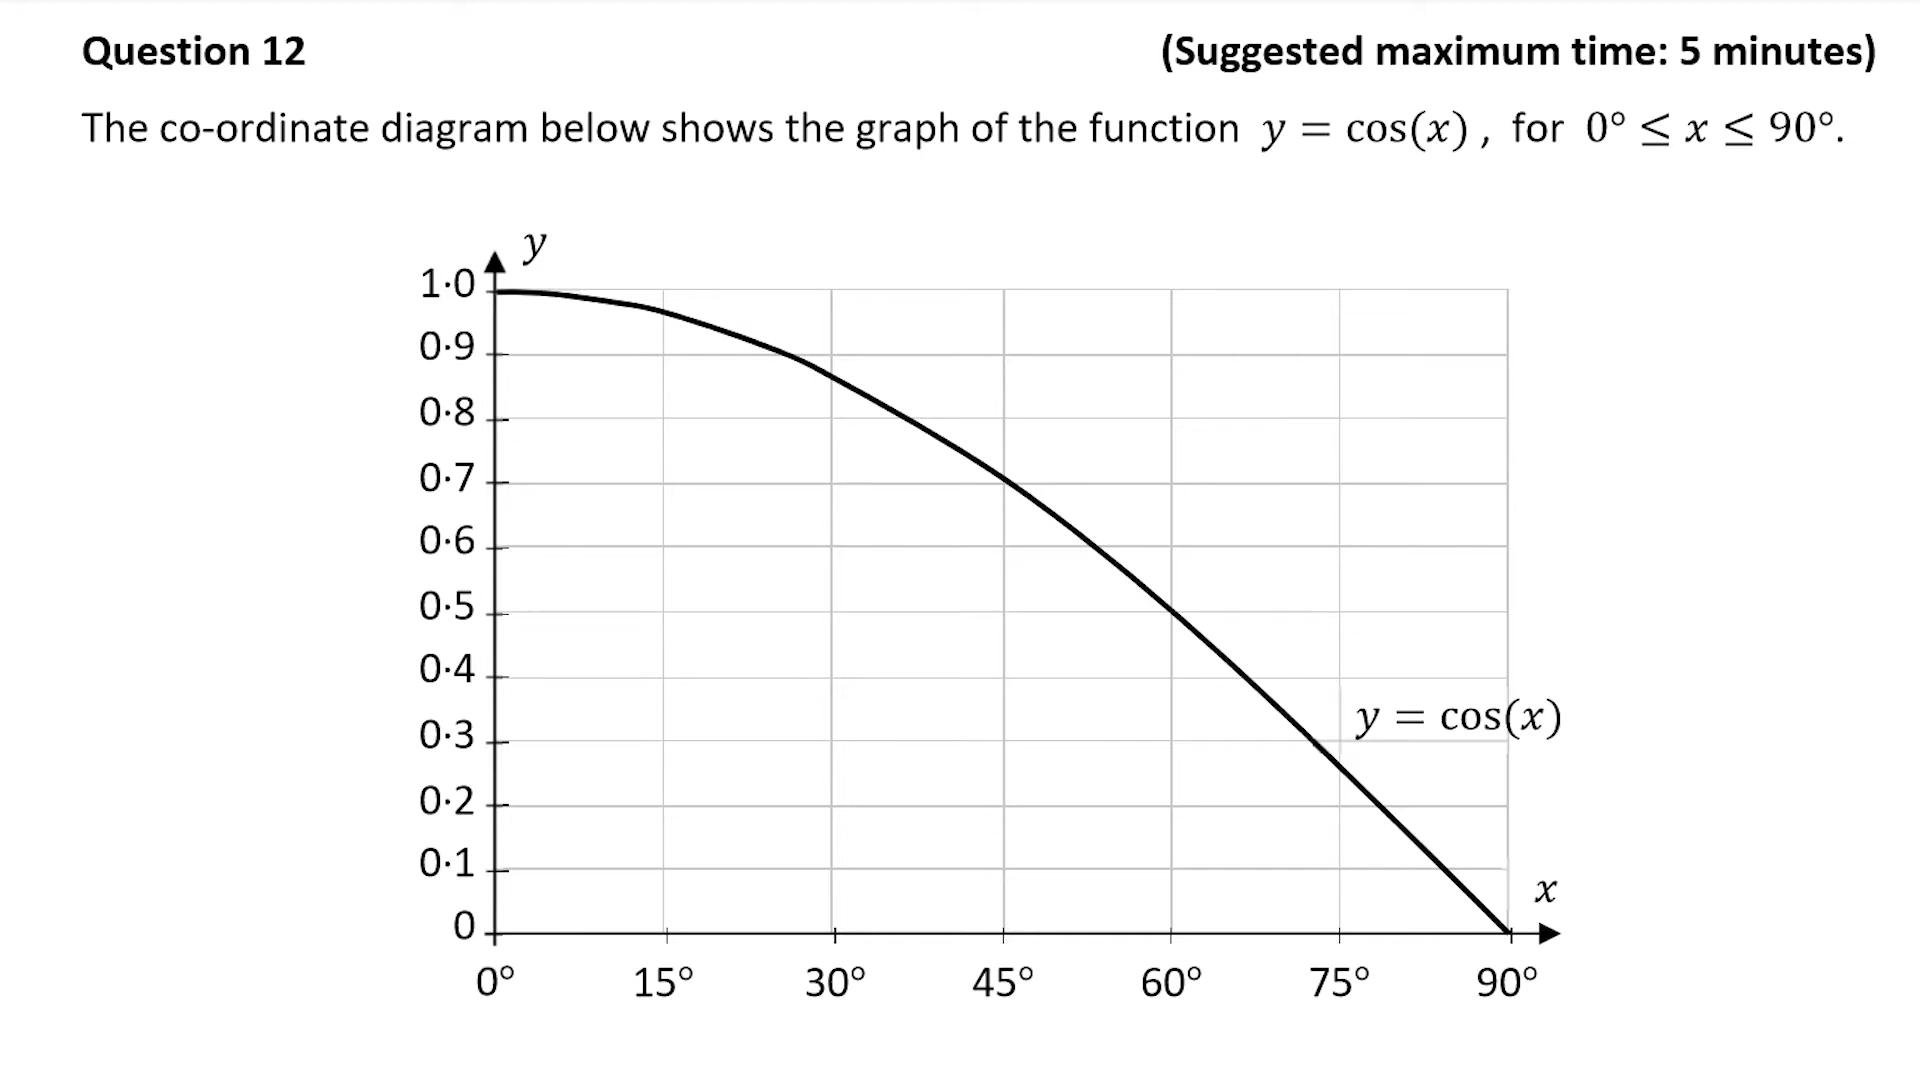 Question 12
(Suggested maximum time: 5 minutes)
The co-ordinate diagram below shows the graph of the function y = cos(x) , for 0° ≤ x ≤ 90°.
y
1·0
0·9
0·8
0·7
0·6
0·5
0·4
y = cos(x)
0·3
0·2
0·1
x
0
0° 15° 30° 45° 60° 75° 90°